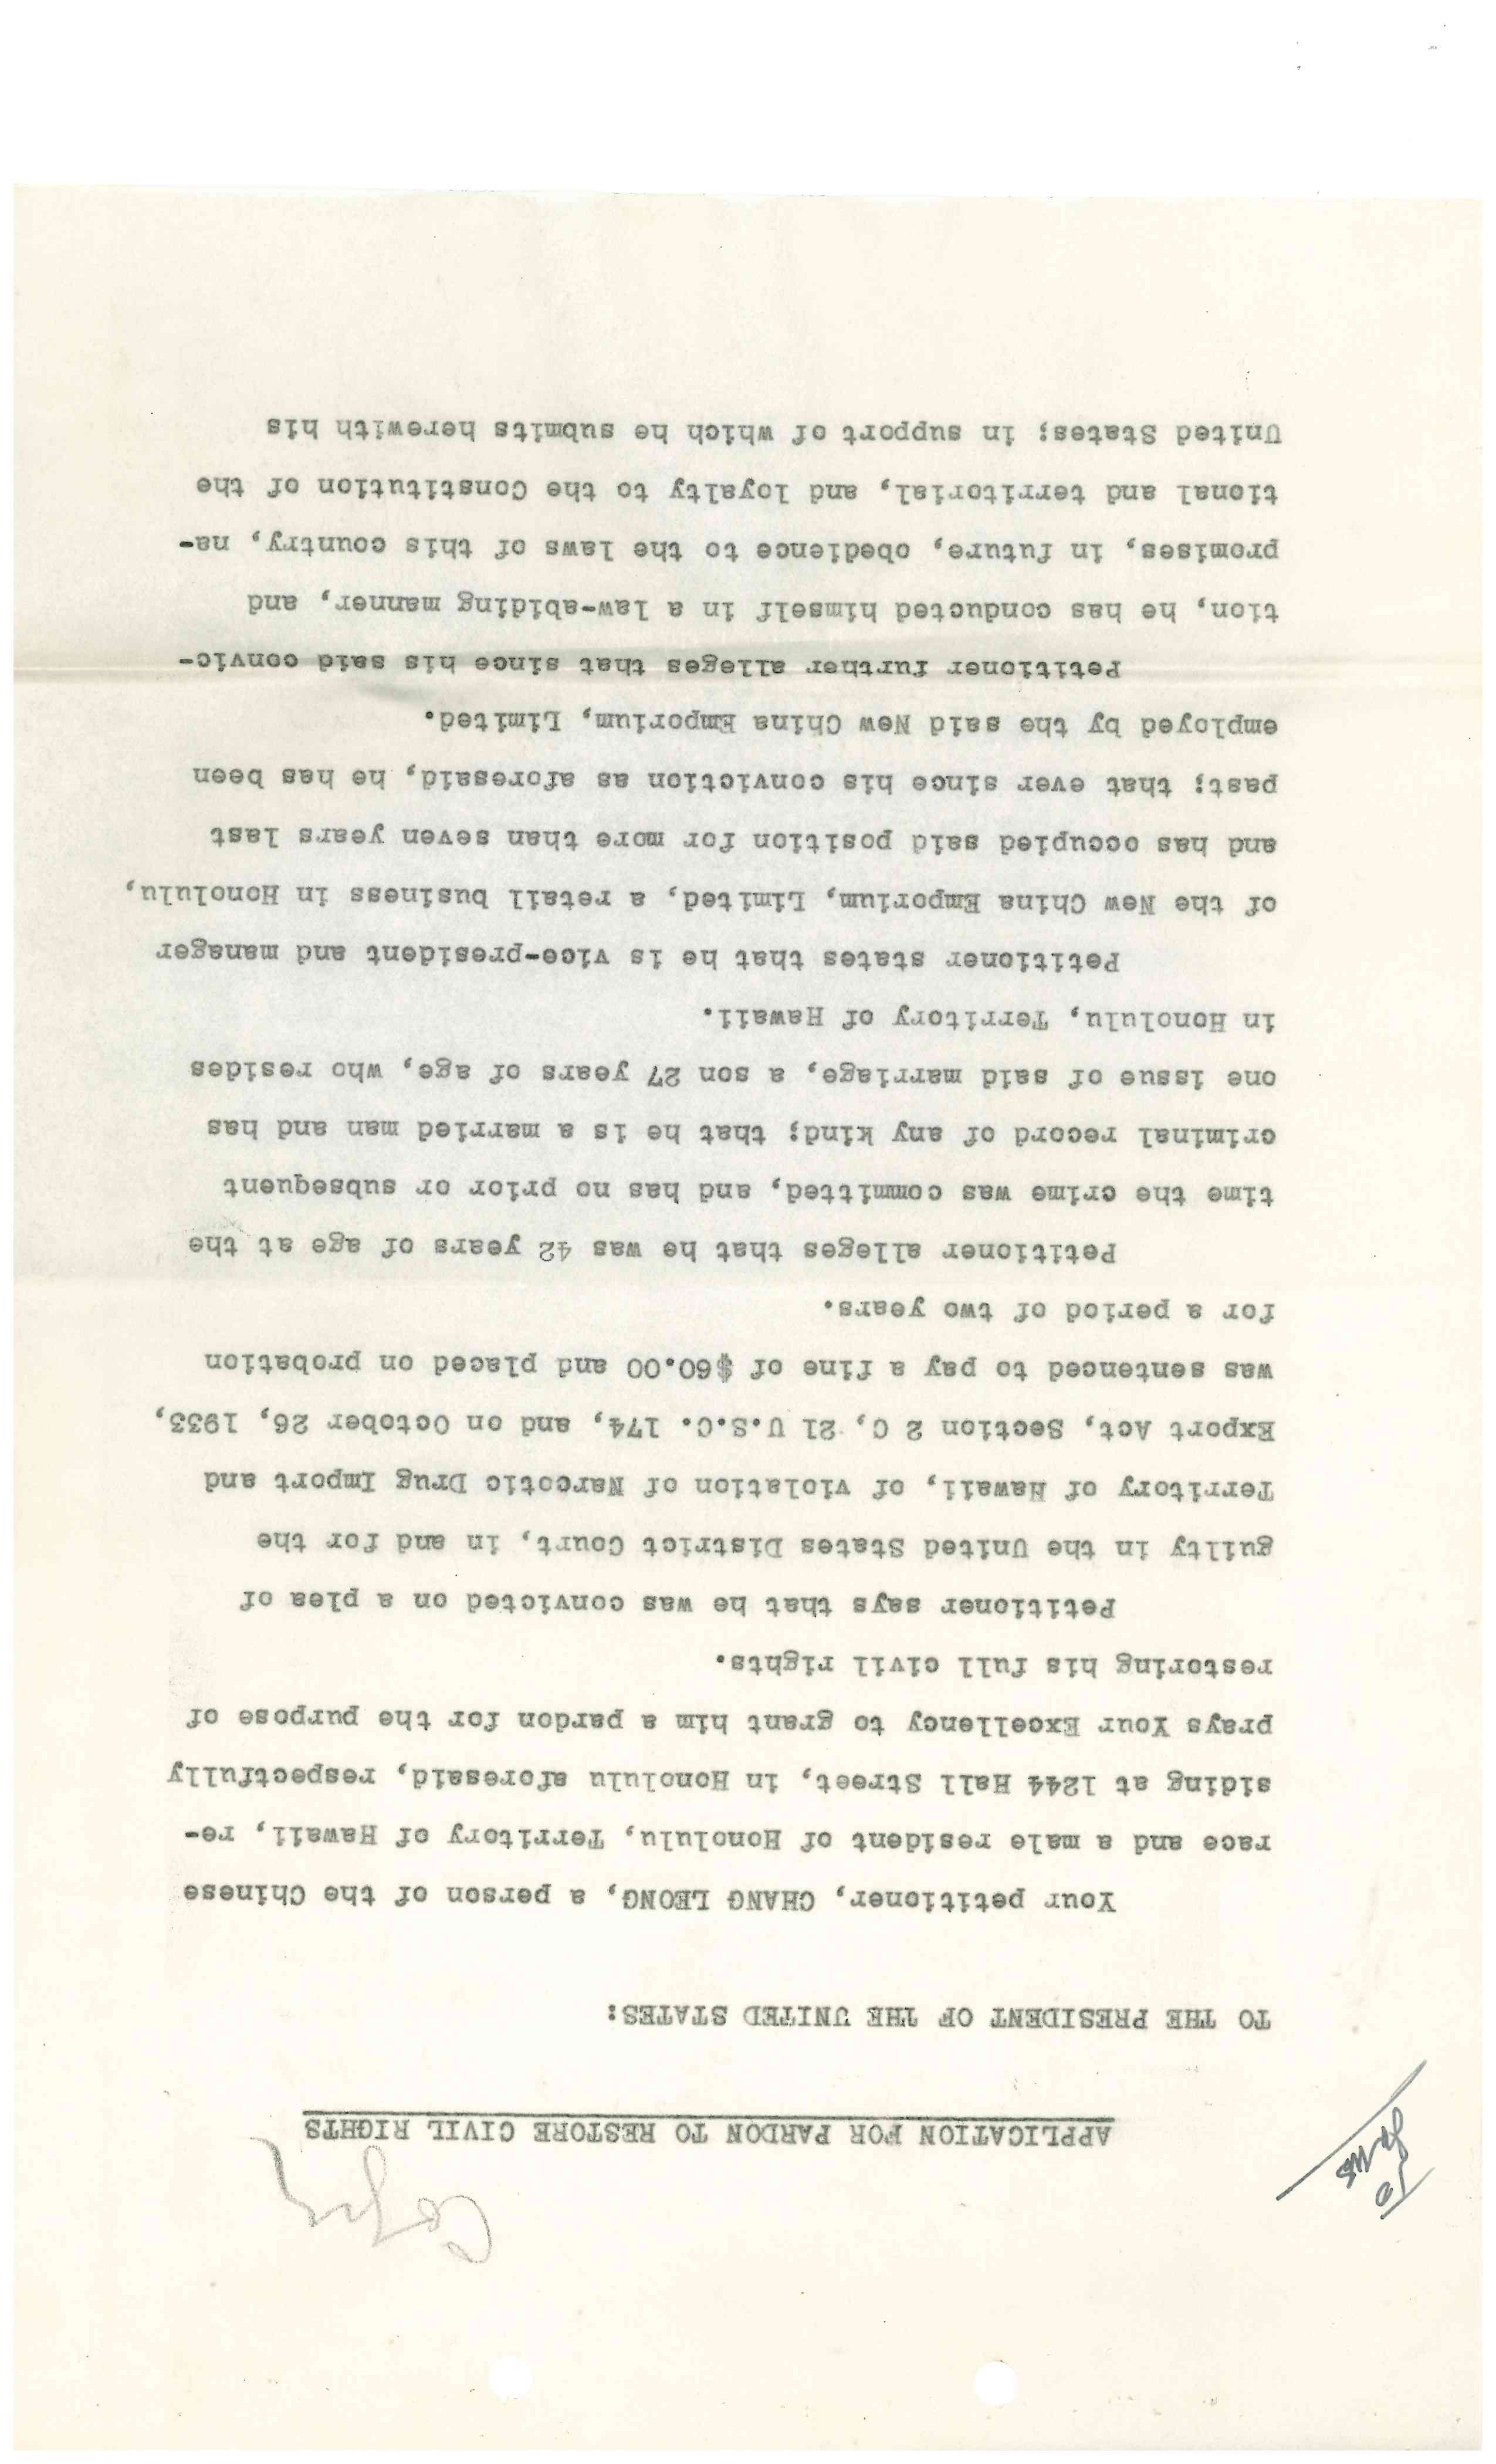 Copy
TO
APPLICATION FOR PARDON TO RESTORE CIVIL RIGHTS
TO THE PRESIDENT OF THE UNITED STATES:
Your petitioner, CHANG LEONG, a person of the Chinese
race and a male resident of Honolulu, Territory of Hawaii, re-
siding at 1244 Hall Street, in Honolulu aforesaid, respectfully
prays Your Excellency to grant him a pardon for the purpose of
restoring his full civil rights.
Petitioner says that he was convicted on a plea of
guilty in the United States District Court, in and for the
Territory of Hawaii, of violation of Narcotic Drug Import and
Export Act, Section 2 C, 21 U.S.C. 174, and on October 26, 1933,
was sentenced to pay a fine of $60.00 and placed on probation
for a period of two years.
Petitioner alleges that he was 42 years of age at the
time the crime was committed, and has no prior or subsequent
criminal record of any kind; that he is a married man and has
one issue of said marriage, a son 27 years of age, who resides
in Honolulu, Territory of Hawaii.
Petitioner states that he is vice-president and manager
of the New China Emporium, Limited, a retail business in Honolulu,
and has occupied said position for more than seven years last
past; that ever since his conviction as aforesaid, he has been
employed by the said New China Emporium, Limited.
Petitioner further alleges that since his said convic-
tion, he has conducted himself in a law-abiding manner, and
promises, in future, obedience to the laws of this country, na-
tional and territorial, and loyalty to the Constitution of the
United States; in support of which he submits herewith his